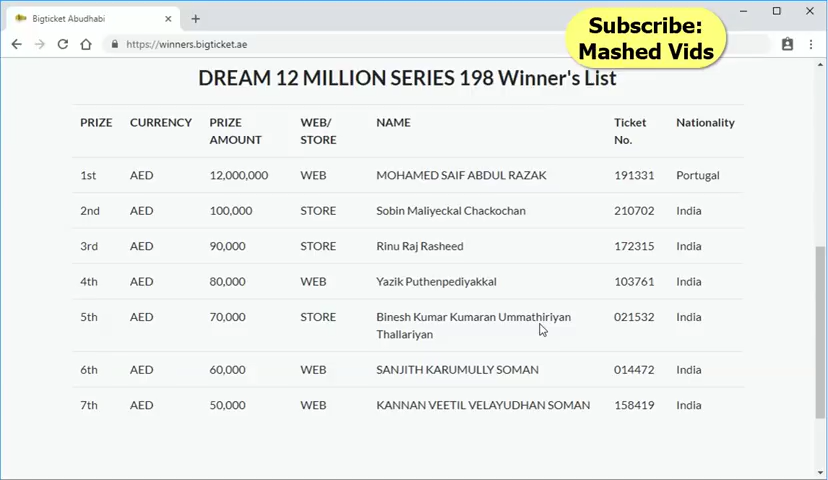 Bigticket Abudhabi
Subscribe:
Mashed Vids
https://winners.bigticket.ae
DREAM 12 MILLION SERIES 198 Winner's List
PRIZE CURRENCY PRIZE AMOUNT WEB/ STORE NAME Ticket No. Nationality
1st AED 12,000,000 WEB MOHAMED SAIF ABDUL RAZAK 191331 Portugal
2nd AED 100,000 STORE Sobin Maliyeckal Chackochan 210702 India
3rd AED 90,000 STORE Rinu Raj Rasheed 172315 India
4th AED 80,000 WEB Yazik Puthenpediyakkal 103761 India
5th AED 70,000 STORE Binesh Kumar Kumaran Ummathiriyan 021532 India
Thallariyan
6th AED 60,000 WEB SANJITH KARUMULLY SOMAN 014472 India
7th AED 50,000 WEB KANNAN VEETIL VELAYUDHAN SOMAN 158419 India